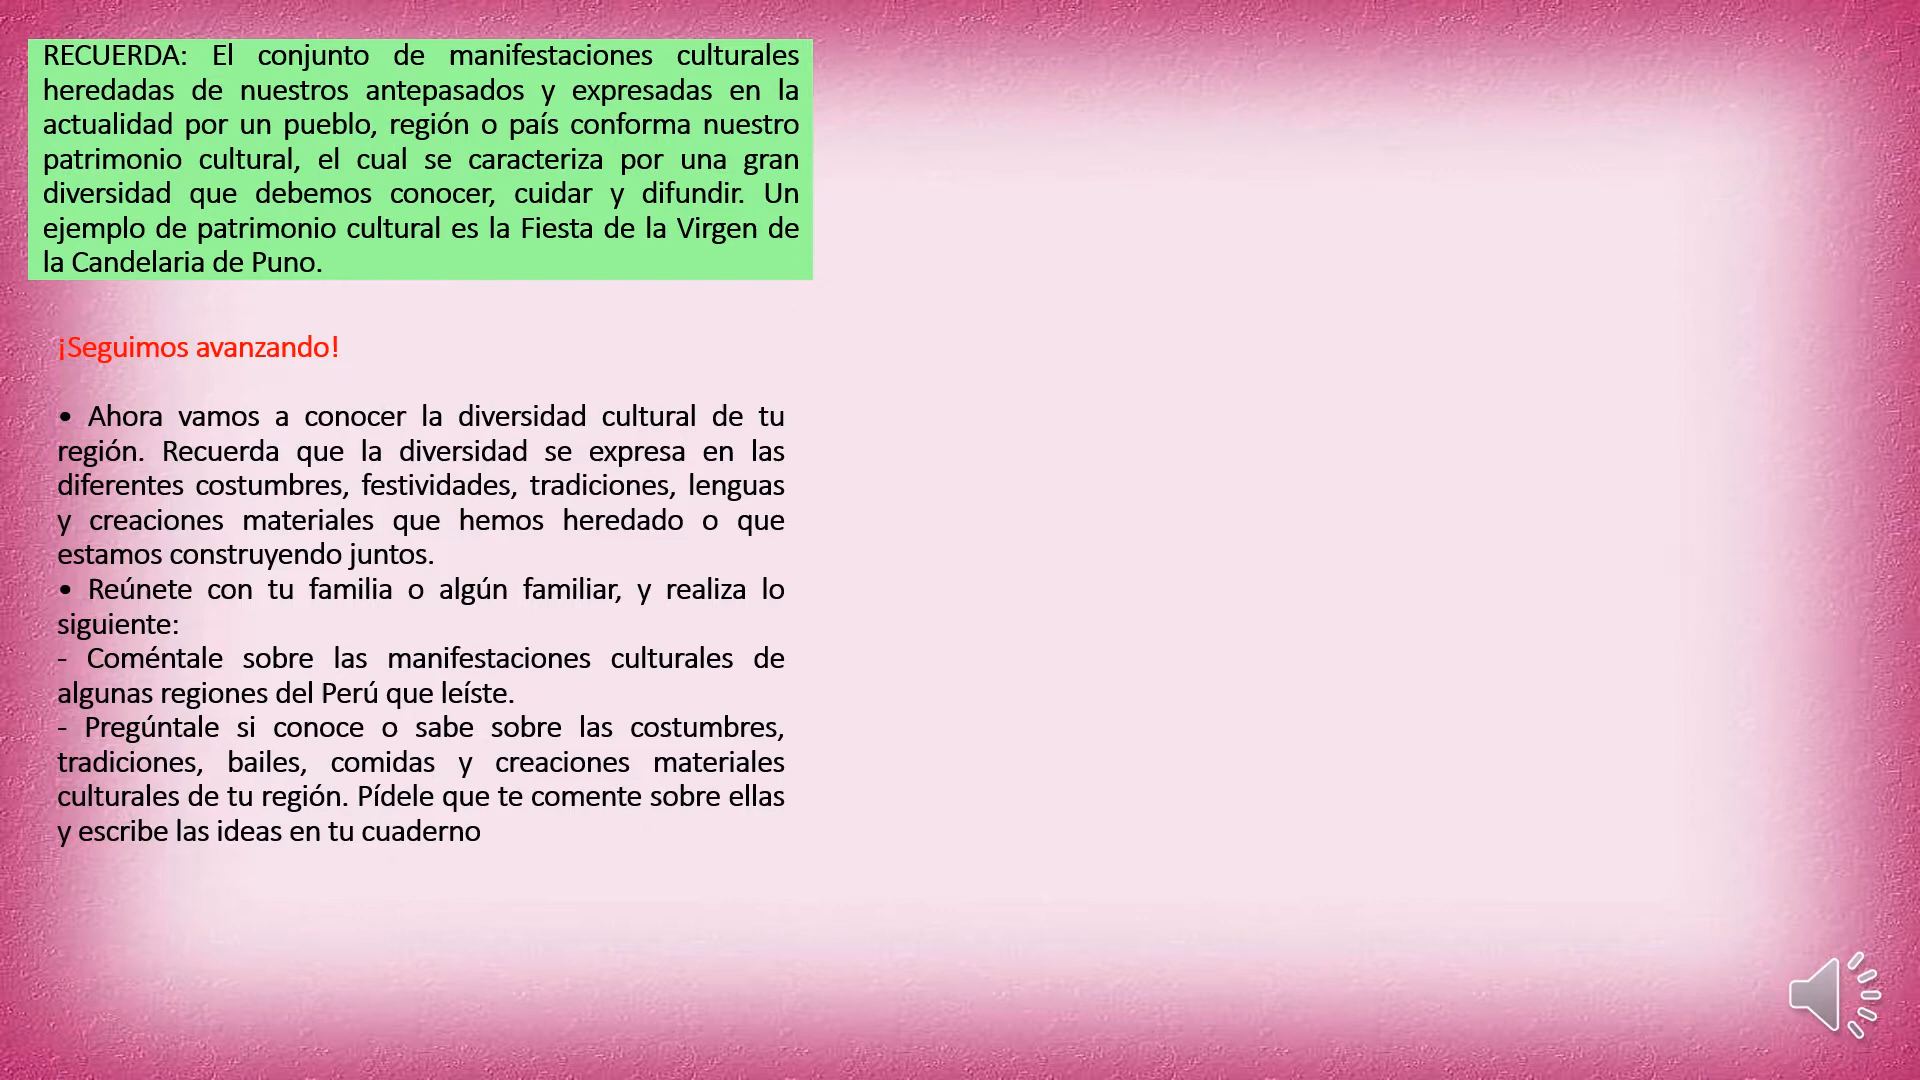 RECUERDA: El conjunto de manifestaciones culturales
heredadas de nuestros antepasados y expresadas en la
actualidad por un pueblo, región o país conforma nuestro
patrimonio cultural, el cual se caracteriza por una gran
diversidad que debemos conocer, cuidar y difundir. Un
ejemplo de patrimonio cultural es la Fiesta de la Virgen de
la Candelaria de Puno.
¡Seguimos avanzando!
• Ahora vamos a conocer la diversidad cultural de tu
región. Recuerda que la diversidad se expresa en las
diferentes costumbres, festividades, tradiciones, lenguas
y creaciones materiales que hemos heredado o que
estamos construyendo juntos.
• Reúnete con tu familia o algún familiar, y realiza lo
siguiente:
- Coméntale sobre las manifestaciones culturales de
algunas regiones del Perú que leíste.
- Pregúntale si conoce o sabe sobre las costumbres,
tradiciones, bailes, comidas y creaciones materiales
culturales de tu región. Pídele que te comente sobre ellas
y escribe las ideas en tu cuaderno